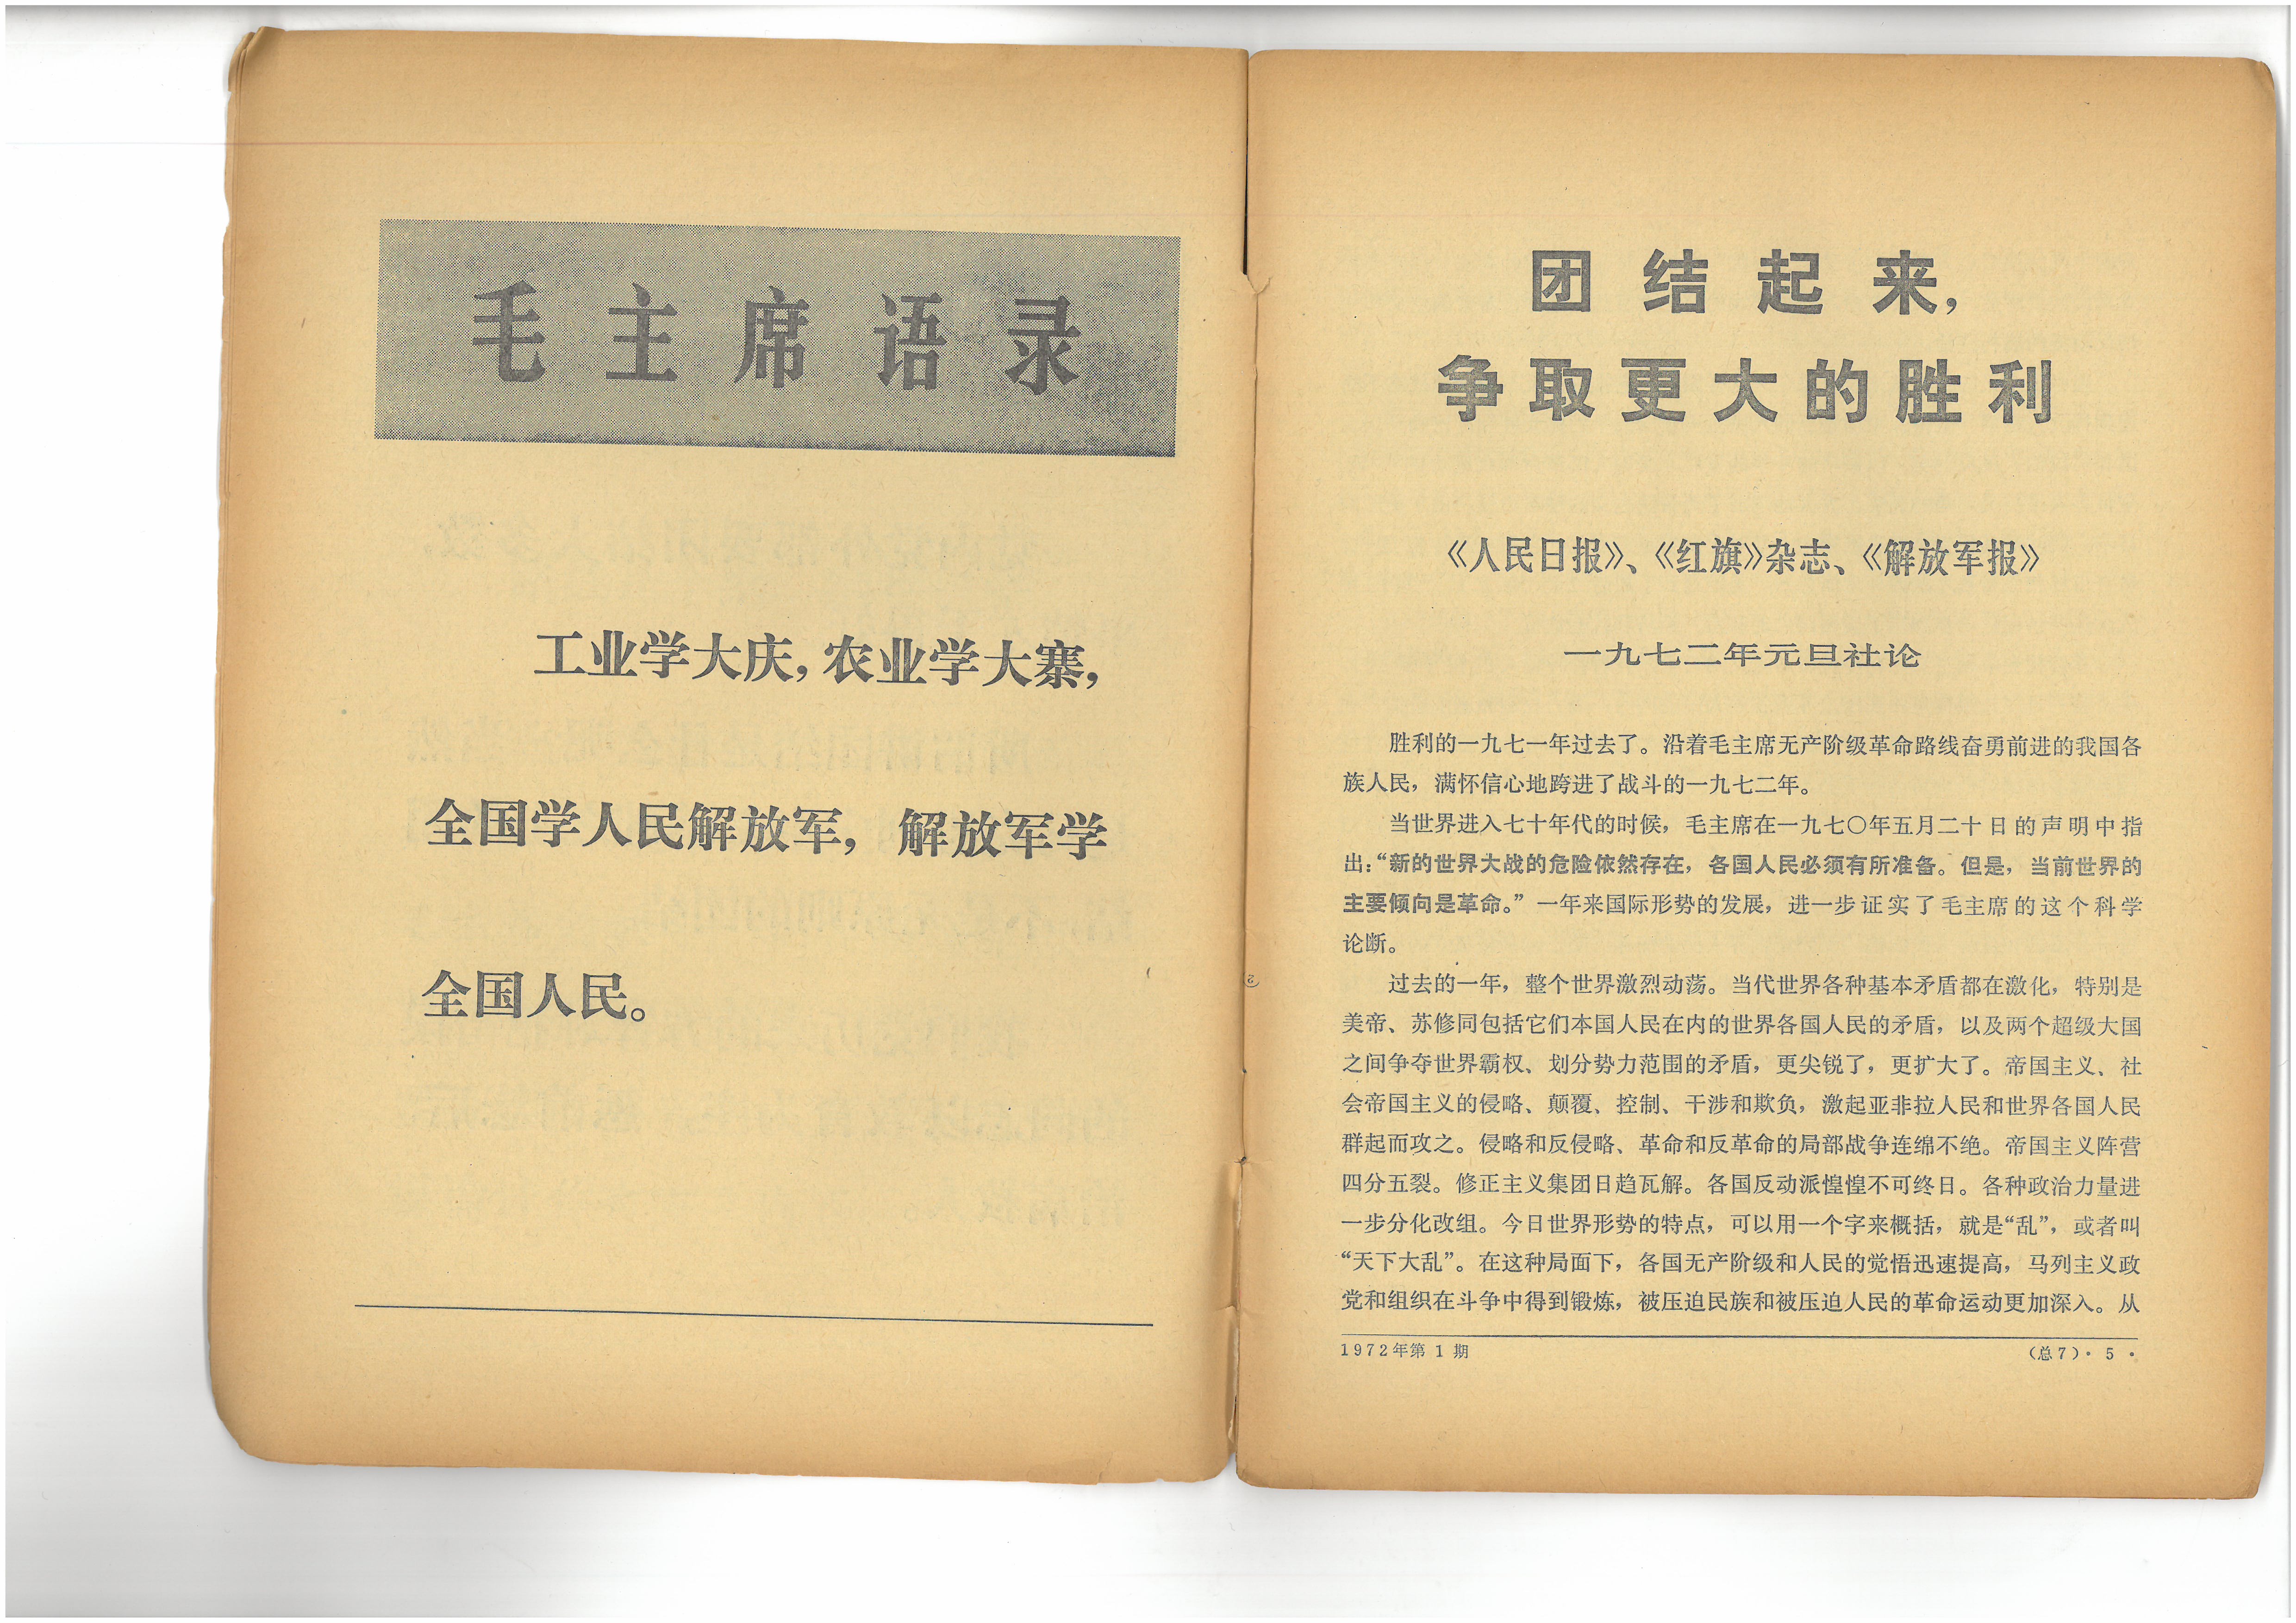 毛主席语录
工业学大庆，农业学大寨，
全国学人民解放军，解放军学
全国人民。
团结起来，
争取更大的胜利
《人民日报》、《红旗》杂志、《解放军报》
一九七二年元旦社论
胜利的一九七一年过去了。沿着毛主席无产阶级革命路线奋勇前进的我国各
族人民，满怀信心地跨进了战斗的一九七二年。
当世界进入七十年代的时候，毛主席在一九七〇年五月二十日的声明中指
出：“新的世界大战的危险依然存在，各国人民必须有所准备。但是，当前世界的
主要倾向是革命。”一年来国际形势的发展，进一步证实了毛主席的这个科学
论断。
过去的一年，整个世界激烈动荡。当代世界各种基本矛盾都在激化，特别是
美帝、苏修同包括它们本国人民在内的世界各国人民的矛盾，以及两个超级大国
之间争夺世界霸权、划分势力范围的矛盾，更尖锐了，更扩大了。帝国主义、社
会帝国主义的侵略、颠覆、控制、干涉和欺负，激起亚非拉人民和世界各国人民
群起而攻之。侵略和反侵略、革命和反革命的局部战争连绵不绝。帝国主义阵营
四分五裂。修正主义集团日趋瓦解。各国反动派惶惶不可终日。各种政治力量进
一步分化改组。今日世界形势的特点，可以用一个字来概括，就是“乱”，或者叫
“天下大乱”。在这种局面下，各国无产阶级和人民的觉悟迅速提高，马列主义政
党和组织在斗争中得到锻炼，被压迫民族和被压迫人民的革命运动更加深入。从
1972年第1期
（总7）· 5 ·